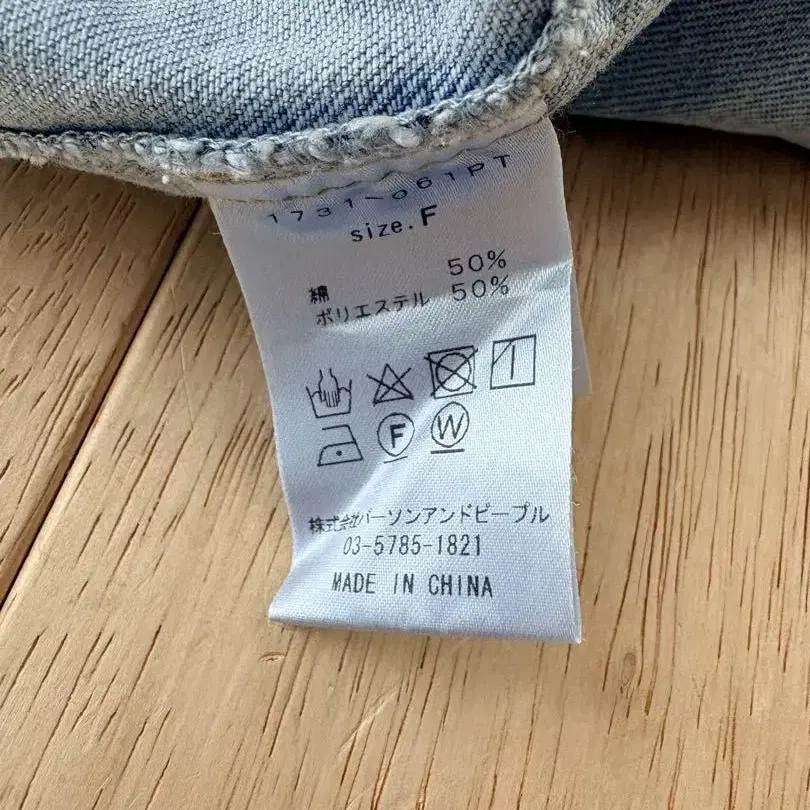 1731-061PT
size.F
綿 50%
ポリエステル 50%
F W
株式会社パーソンアンドピープル
03-5785-1821
MADE IN CHINA